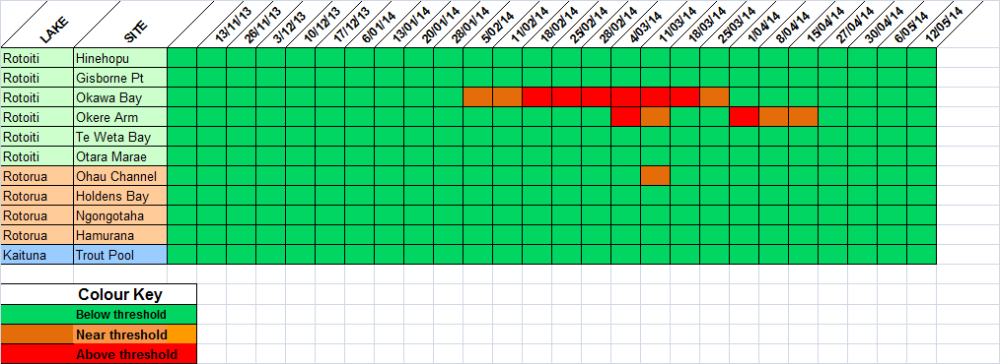 LAKE SITE 13/11/13 26/11/13 3/12/13 10/12/13 17/12/13 6/01/14 13/01/14 20/01/14 28/01/14 5/02/14 11/02/14 18/02/14 25/02/14 28/02/14 4/03/14 11/03/14 18/03/14 25/03/14 1/04/14 8/04/14 15/04/14 27/04/14 30/04/14 6/05/14 12/05/14
Rotoiti Hinehopu
Rotoiti Gisborne Pt
Rotoiti Okawa Bay
Rotoiti Okere Arm
Rotoiti Te Weta Bay
Rotoiti Otara Marae
Rotorua Ohau Channel
Rotorua Holdens Bay
Rotorua Ngongotaha
Rotorua Hamurana
Kaituna Trout Pool
Colour Key
Below threshold
Near threshold
Above threshold